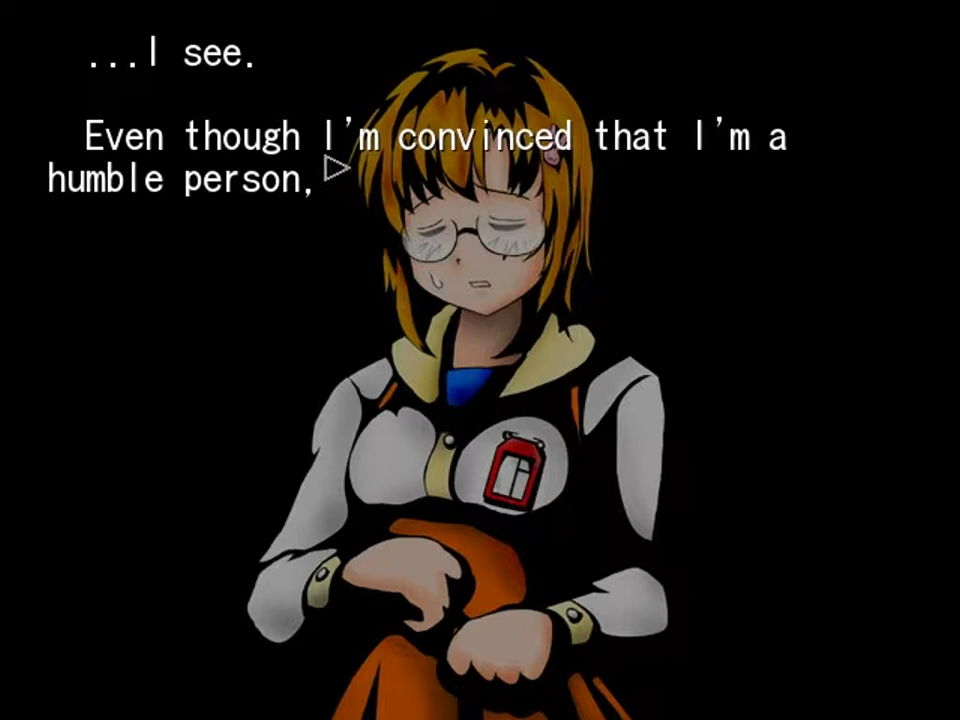 ...I see.
Even though I'm convinced that I'm a
humble person,